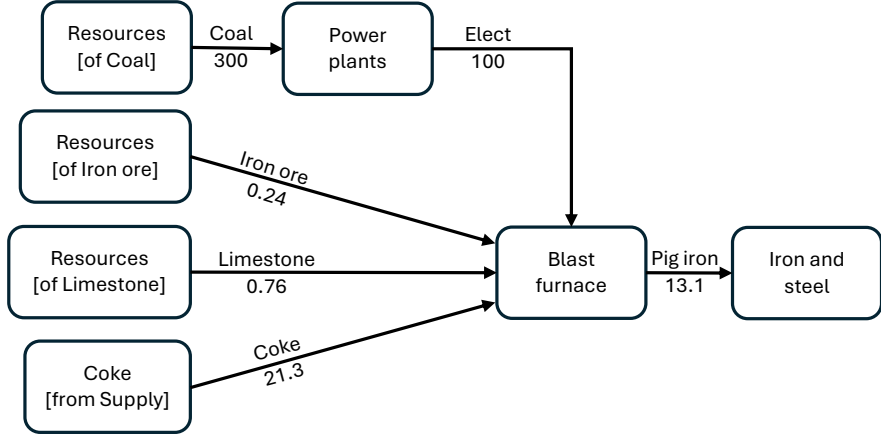 Resources
[of Coal]
Coal
300
Power
plants
Elect
100
Resources
[of Iron ore]
Iron ore
0.24
Resources
[of Limestone]
Limestone
0.76
Coke
[from Supply]
Coke
21.3
Blast
furnace
Pig iron
13.1
Iron and
steel